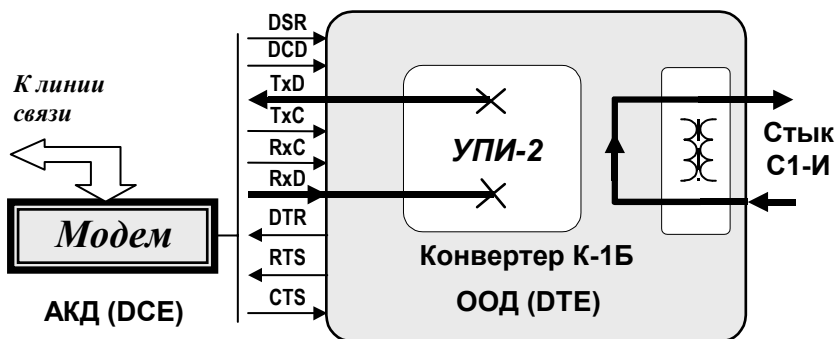 К линии
связи
Модем
АКД (DCE)
DSR
DCD
TxD
TxC
RxC
RxD
DTR
RTS
CTS
УПИ-2
Конвертер К-1Б
ООД (DTE)
Стык
С1-И